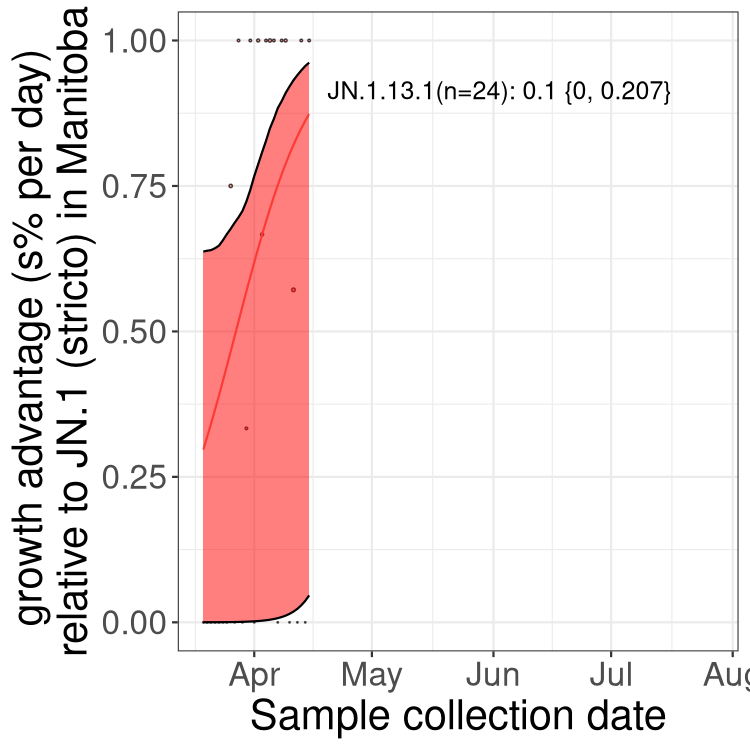 growth advantage (s% per day)
relative to JN.1 (stricto) in Manitoba
1.00
0.75
0.50
0.25
0.00
JN.1.13.1(n=24): 0.1 {0, 0.207}
Apr May Jun Jul Aug
Sample collection date